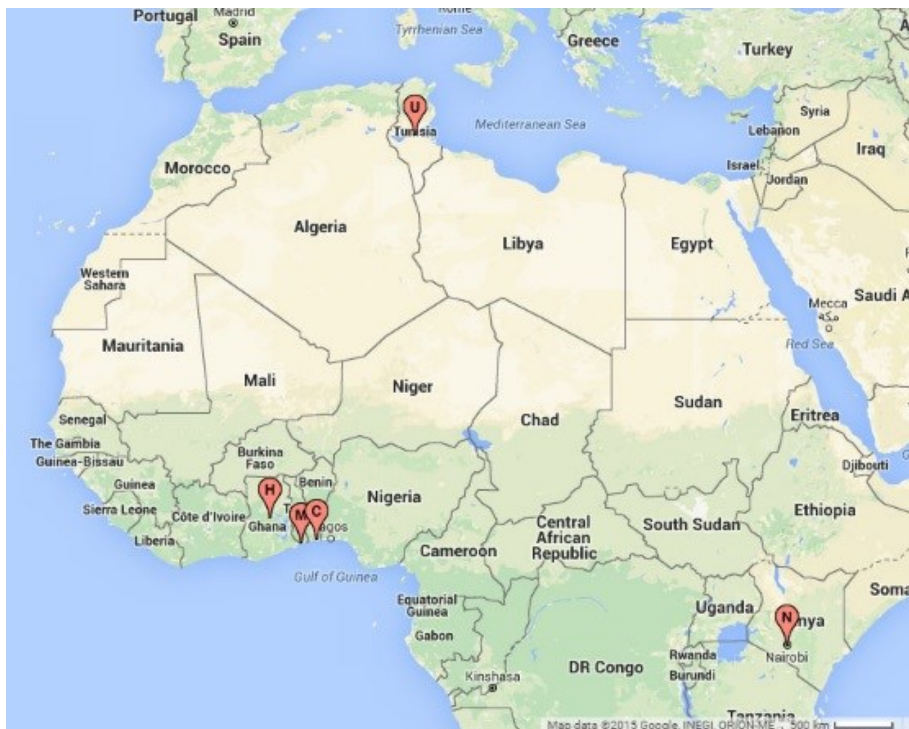 Portugal
Madrid
Spain
Tyrrhenian Sea
Greece
Turkey
U
Tunisia
Mediterranean Sea
Syria
Lebanon
Iraq
Israel
Jordan
Morocco
Algeria
Libya
Egypt
Western
Sahara
Mecca
مكة
Saudi A
Red Sea
Mauritania
Mali
Niger
Chad
Sudan
Eritrea
Senegal
The Gambia
Guinea-Bissau
Burkina
Faso
Djibouti
Guinea
Benin
H
Nigeria
Ethiopia
Sierra Leone
Côte d'Ivoire
Ghana
M
C
South Sudan
Central
African
Republic
Liberia
Cameroon
Gulf of Guinea
Soma
Equatorial
Guinea
Uganda
N
Gabon
Nairobi
Rwanda
Burundi
DR Congo
Kinshasa
Tanzania
Map data ©2015 Google, INEGI, ORION-ME
500 km